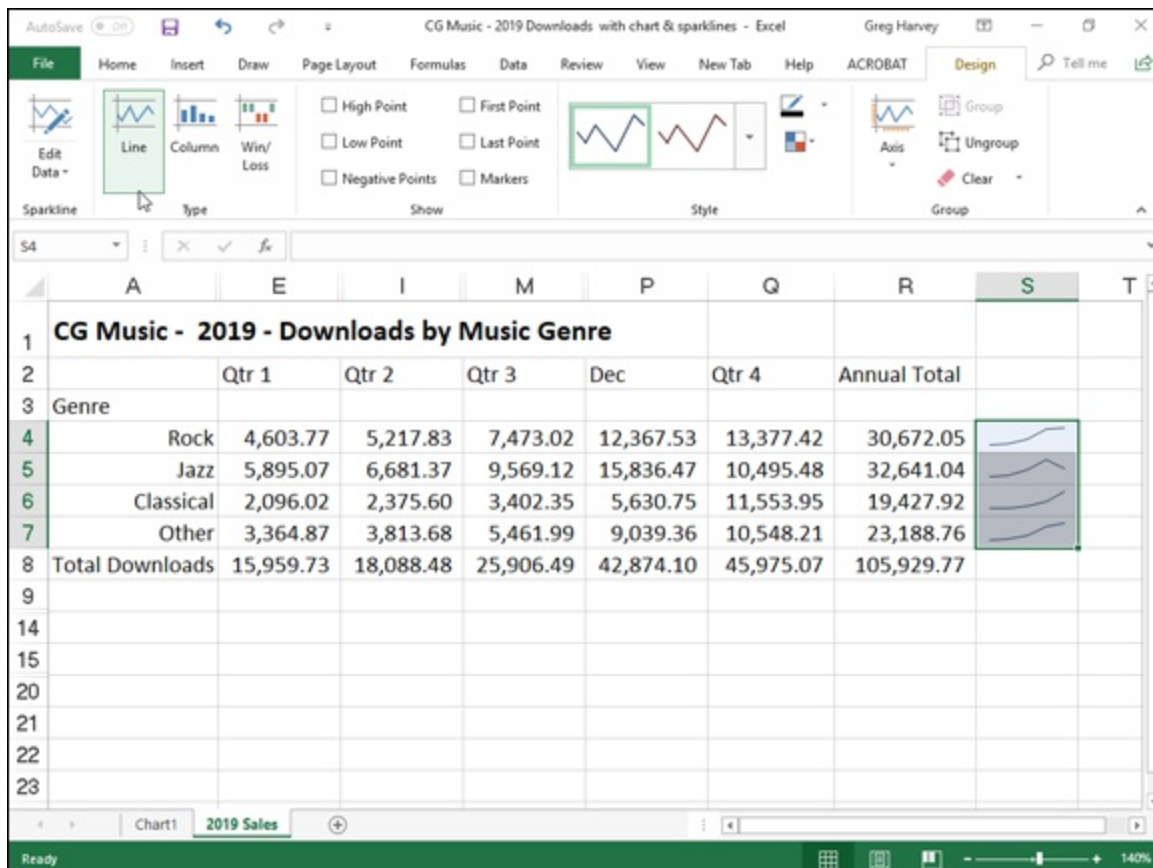 AutoSave Off CG Music - 2019 Downloads with chart & sparklines - Excel Greg Harvey
File Home Insert Draw Page Layout Formulas Data Review View New Tab Help ACROBAT Design Tell me
Edit Data
Line Column Win/Loss
High Point First Point
Low Point Last Point
Negative Points Markers
Axis
Group
Ungroup
Clear
Sparkline Type Show Style Group
S4 fx
A E I M P Q R S T
1 CG Music - 2019 - Downloads by Music Genre
2 Qtr 1 Qtr 2 Qtr 3 Dec Qtr 4 Annual Total
3 Genre
4 Rock 4,603.77 5,217.83 7,473.02 12,367.53 13,377.42 30,672.05
5 Jazz 5,895.07 6,681.37 9,569.12 15,836.47 10,495.48 32,641.04
6 Classical 2,096.02 2,375.60 3,402.35 5,630.75 11,553.95 19,427.92
7 Other 3,364.87 3,813.68 5,461.99 9,039.36 10,548.21 23,188.76
8 Total Downloads 15,959.73 18,088.48 25,906.49 42,874.10 45,975.07 105,929.77
9
14
15
20
21
22
23
Chart1 2019 Sales
Ready 140%